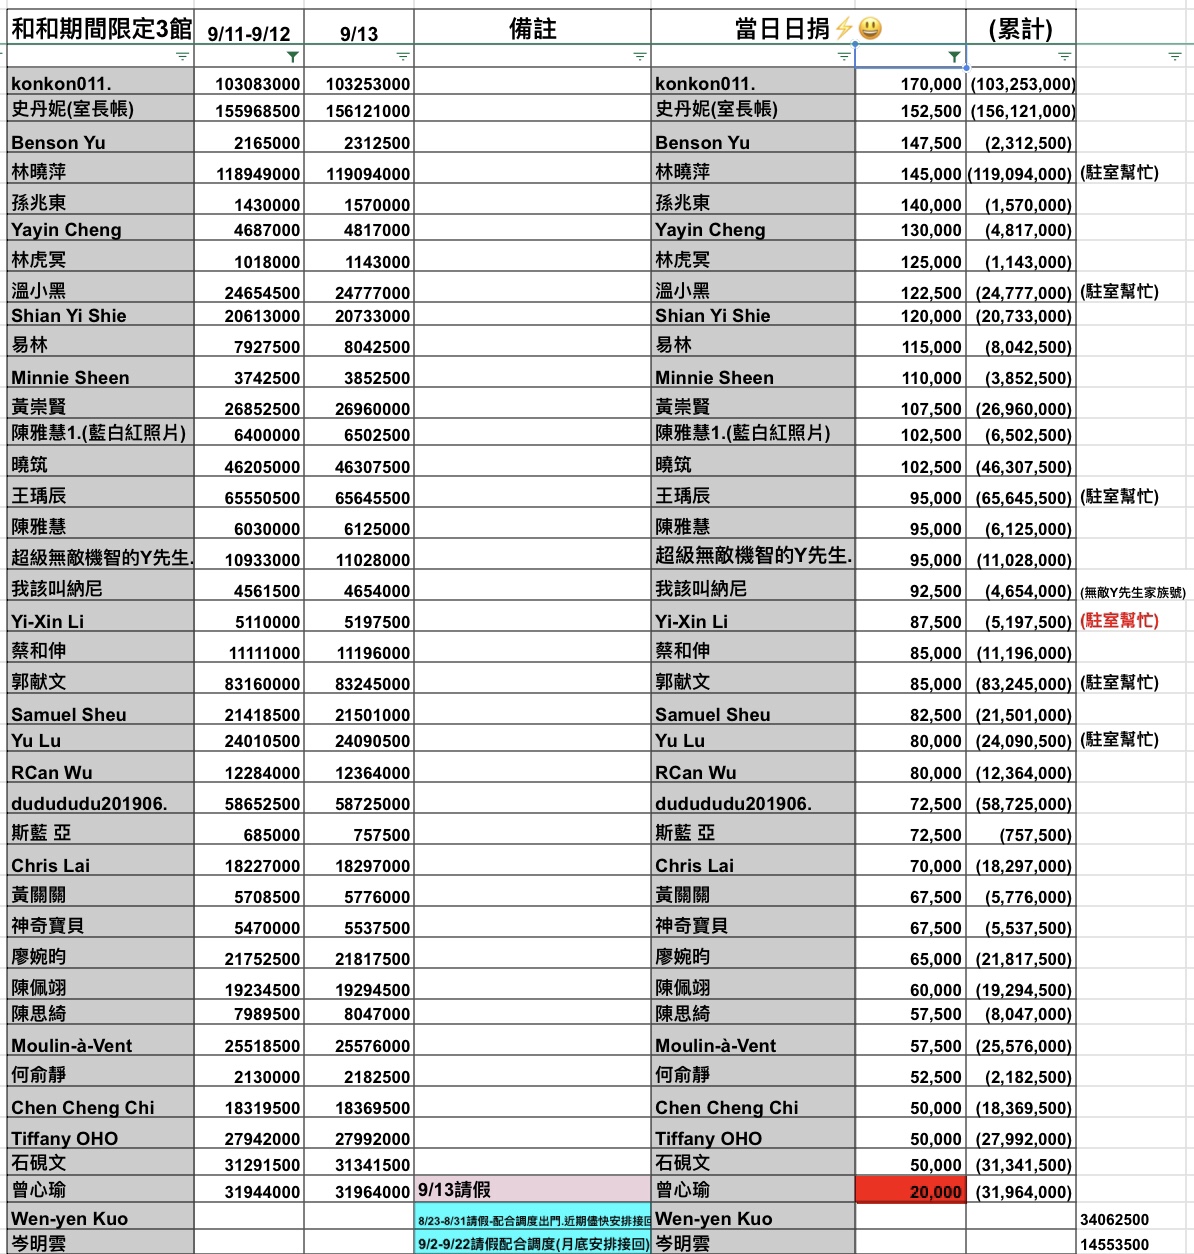 和和期間限定3館 9/11-9/12 9/13 備註 當日日捐⚡😃 (累計)
konkon011. 103083000 103253000 konkon011. 170,000 (103,253,000)
史丹妮(室長帳) 155968500 156121000 史丹妮(室長帳) 152,500 (156,121,000)
Benson Yu 2165000 2312500 Benson Yu 147,500 (2,312,500)
林曉萍 118949000 119094000 林曉萍 145,000 (119,094,000) (駐室幫忙)
孫兆東 1430000 1570000 孫兆東 140,000 (1,570,000)
Yayin Cheng 4687000 4817000 Yayin Cheng 130,000 (4,817,000)
林虎冥 1018000 1143000 林虎冥 125,000 (1,143,000)
溫小黑 24654500 24777000 溫小黑 122,500 (24,777,000) (駐室幫忙)
Shian Yi Shie 20613000 20733000 Shian Yi Shie 120,000 (20,733,000)
易林 7927500 8042500 易林 115,000 (8,042,500)
Minnie Sheen 3742500 3852500 Minnie Sheen 110,000 (3,852,500)
黃崇賢 26852500 26960000 黃崇賢 107,500 (26,960,000)
陳雅慧1.(藍白紅照片) 6400000 6502500 陳雅慧1.(藍白紅照片) 102,500 (6,502,500)
曉筑 46205000 46307500 曉筑 102,500 (46,307,500)
王瑀辰 65550500 65645500 王瑀辰 95,000 (65,645,500) (駐室幫忙)
陳雅慧 6030000 6125000 陳雅慧 95,000 (6,125,000)
超級無敵機智的Y先生. 10933000 11028000 超級無敵機智的Y先生. 95,000 (11,028,000)
我該叫納尼 4561500 4654000 我該叫納尼 92,500 (4,654,000) (無敵Y先生家族號)
Yi-Xin Li 5110000 5197500 Yi-Xin Li 87,500 (5,197,500) (駐室幫忙)
蔡和伸 11111000 11196000 蔡和伸 85,000 (11,196,000)
郭献文 83160000 83245000 郭献文 85,000 (83,245,000) (駐室幫忙)
Samuel Sheu 21418500 21501000 Samuel Sheu 82,500 (21,501,000)
Yu Lu 24010500 24090500 Yu Lu 80,000 (24,090,500) (駐室幫忙)
RCan Wu 12284000 12364000 RCan Wu 80,000 (12,364,000)
dudududu201906. 58652500 58725000 dudududu201906. 72,500 (58,725,000)
斯藍 亞 685000 757500 斯藍 亞 72,500 (757,500)
Chris Lai 18227000 18297000 Chris Lai 70,000 (18,297,000)
黃關關 5708500 5776000 黃關關 67,500 (5,776,000)
神奇寶貝 5470000 5537500 神奇寶貝 67,500 (5,537,500)
廖婉昀 21752500 21817500 廖婉昀 65,000 (21,817,500)
陳佩翊 19234500 19294500 陳佩翊 60,000 (19,294,500)
陳思綺 7989500 8047000 陳思綺 57,500 (8,047,000)
Moulin-à-Vent 25518500 25576000 Moulin-à-Vent 57,500 (25,576,000)
何俞靜 2130000 2182500 何俞靜 52,500 (2,182,500)
Chen Cheng Chi 18319500 18369500 Chen Cheng Chi 50,000 (18,369,500)
Tiffany OHO 27942000 27992000 Tiffany OHO 50,000 (27,992,000)
石硯文 31291500 31341500 石硯文 50,000 (31,341,500)
曾心瑜 31944000 31964000 9/13請假 曾心瑜 20,000 (31,964,000)
8/23-8/31請假-配合調度出門.近期儘快安排接回 Wen-yen Kuo 34062500
9/2-9/22請假配合調度(月底安排接回) 岑明雲 14553500